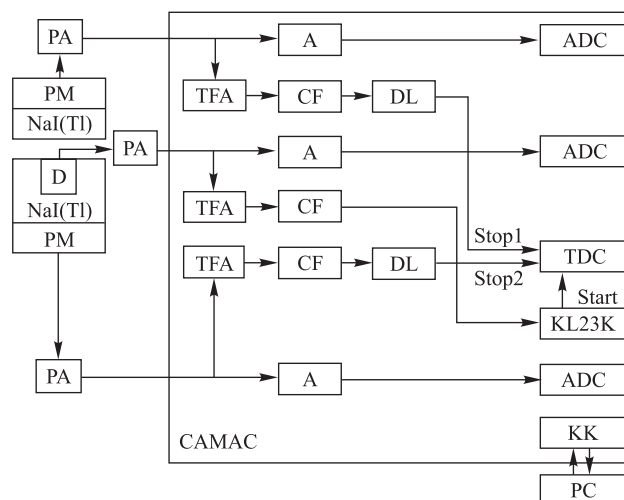 PA
A
ADC
PM
TFA
CF
DL
NaI(Tl)
PA
A
ADC
D
NaI(Tl)
TFA
CF
PM
Stop1
TFA
CF
DL
TDC
Stop2
Start
KL23K
PA
A
ADC
CAMAC
KK
PC